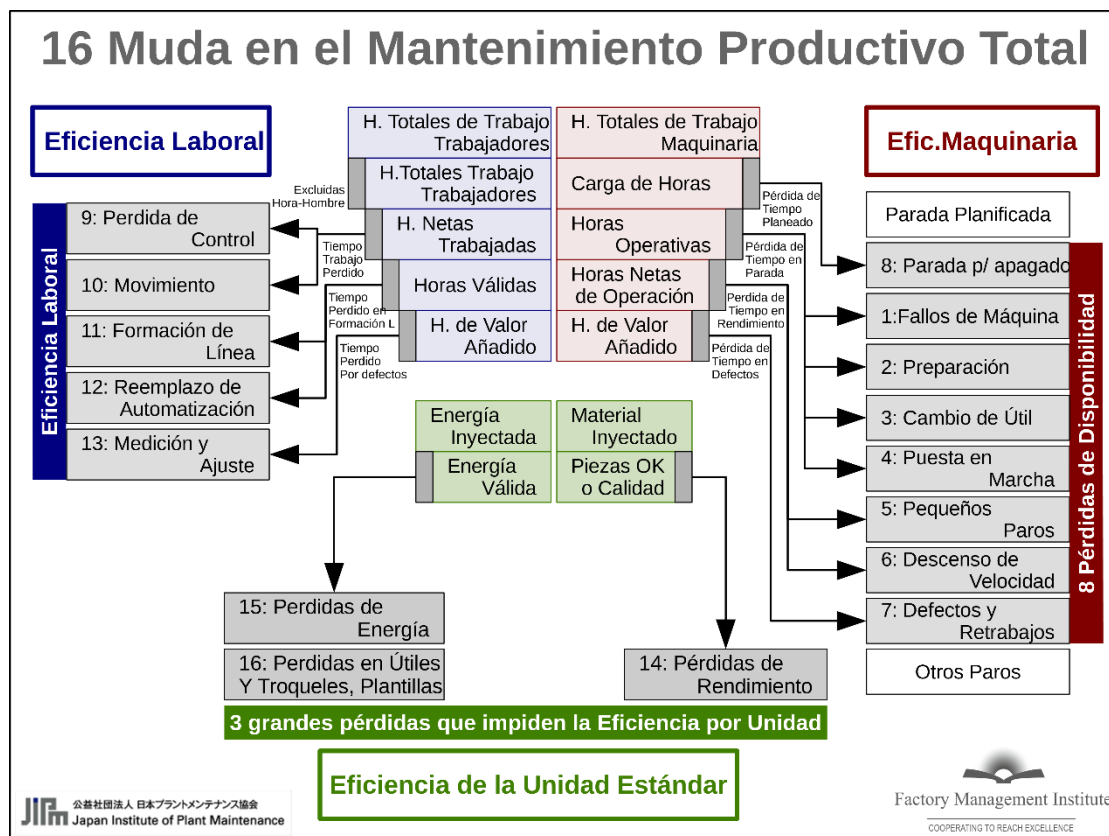 16 Muda en el Mantenimiento Productivo Total
Eficiencia Laboral
H. Totales de Trabajo
Trabajadores
H.Totales Trabajo
Trabajadores
H. Netas
Trabajadas
Horas Válidas
H. de Valor
Añadido
H. Totales de Trabajo
Maquinaria
Carga de Horas
Horas
Operativas
Horas Netas
de Operación
H. de Valor
Añadido
Efic.Maquinaria
Excluidas
Hora-Hombre
Tiempo
Trabajo
Perdido
Tiempo
Perdido en
Formación L
Tiempo
Perdido
Por defectos
Pérdida de
Tiempo
Planeado
Pérdida de
Tiempo en
Parada
Perdida de
Tiempo en
Rendimiento
Pérdida de
Tiempo en
Defectos
Eficiencia Laboral
9: Perdida de
Control
10: Movimiento
11: Formación de
Línea
12: Reemplazo de
Automatización
13: Medición y
Ajuste
Parada Planificada
8: Parada p/ apagado
1:Fallos de Máquina
2: Preparación
3: Cambio de Útil
4: Puesta en
Marcha
5: Pequeños
Paros
6: Descenso de
Velocidad
7: Defectos y
Retrabajos
Otros Paros
8 Pérdidas de Disponibilidad
Energía
Inyectada
Energía
Válida
Material
Inyectado
Piezas OK
o Calidad
15: Perdidas de
Energía
16: Perdidas en Útiles
Y Troqueles, Plantillas
14: Pérdidas de
Rendimiento
3 grandes pérdidas que impiden la Eficiencia por Unidad
Eficiencia de la Unidad Estándar
JIPM
公益社団法人 日本プラントメンテナンス協会
Japan Institute of Plant Maintenance
Factory Management Institute
COOPERATING TO REACH EXCELLENCE